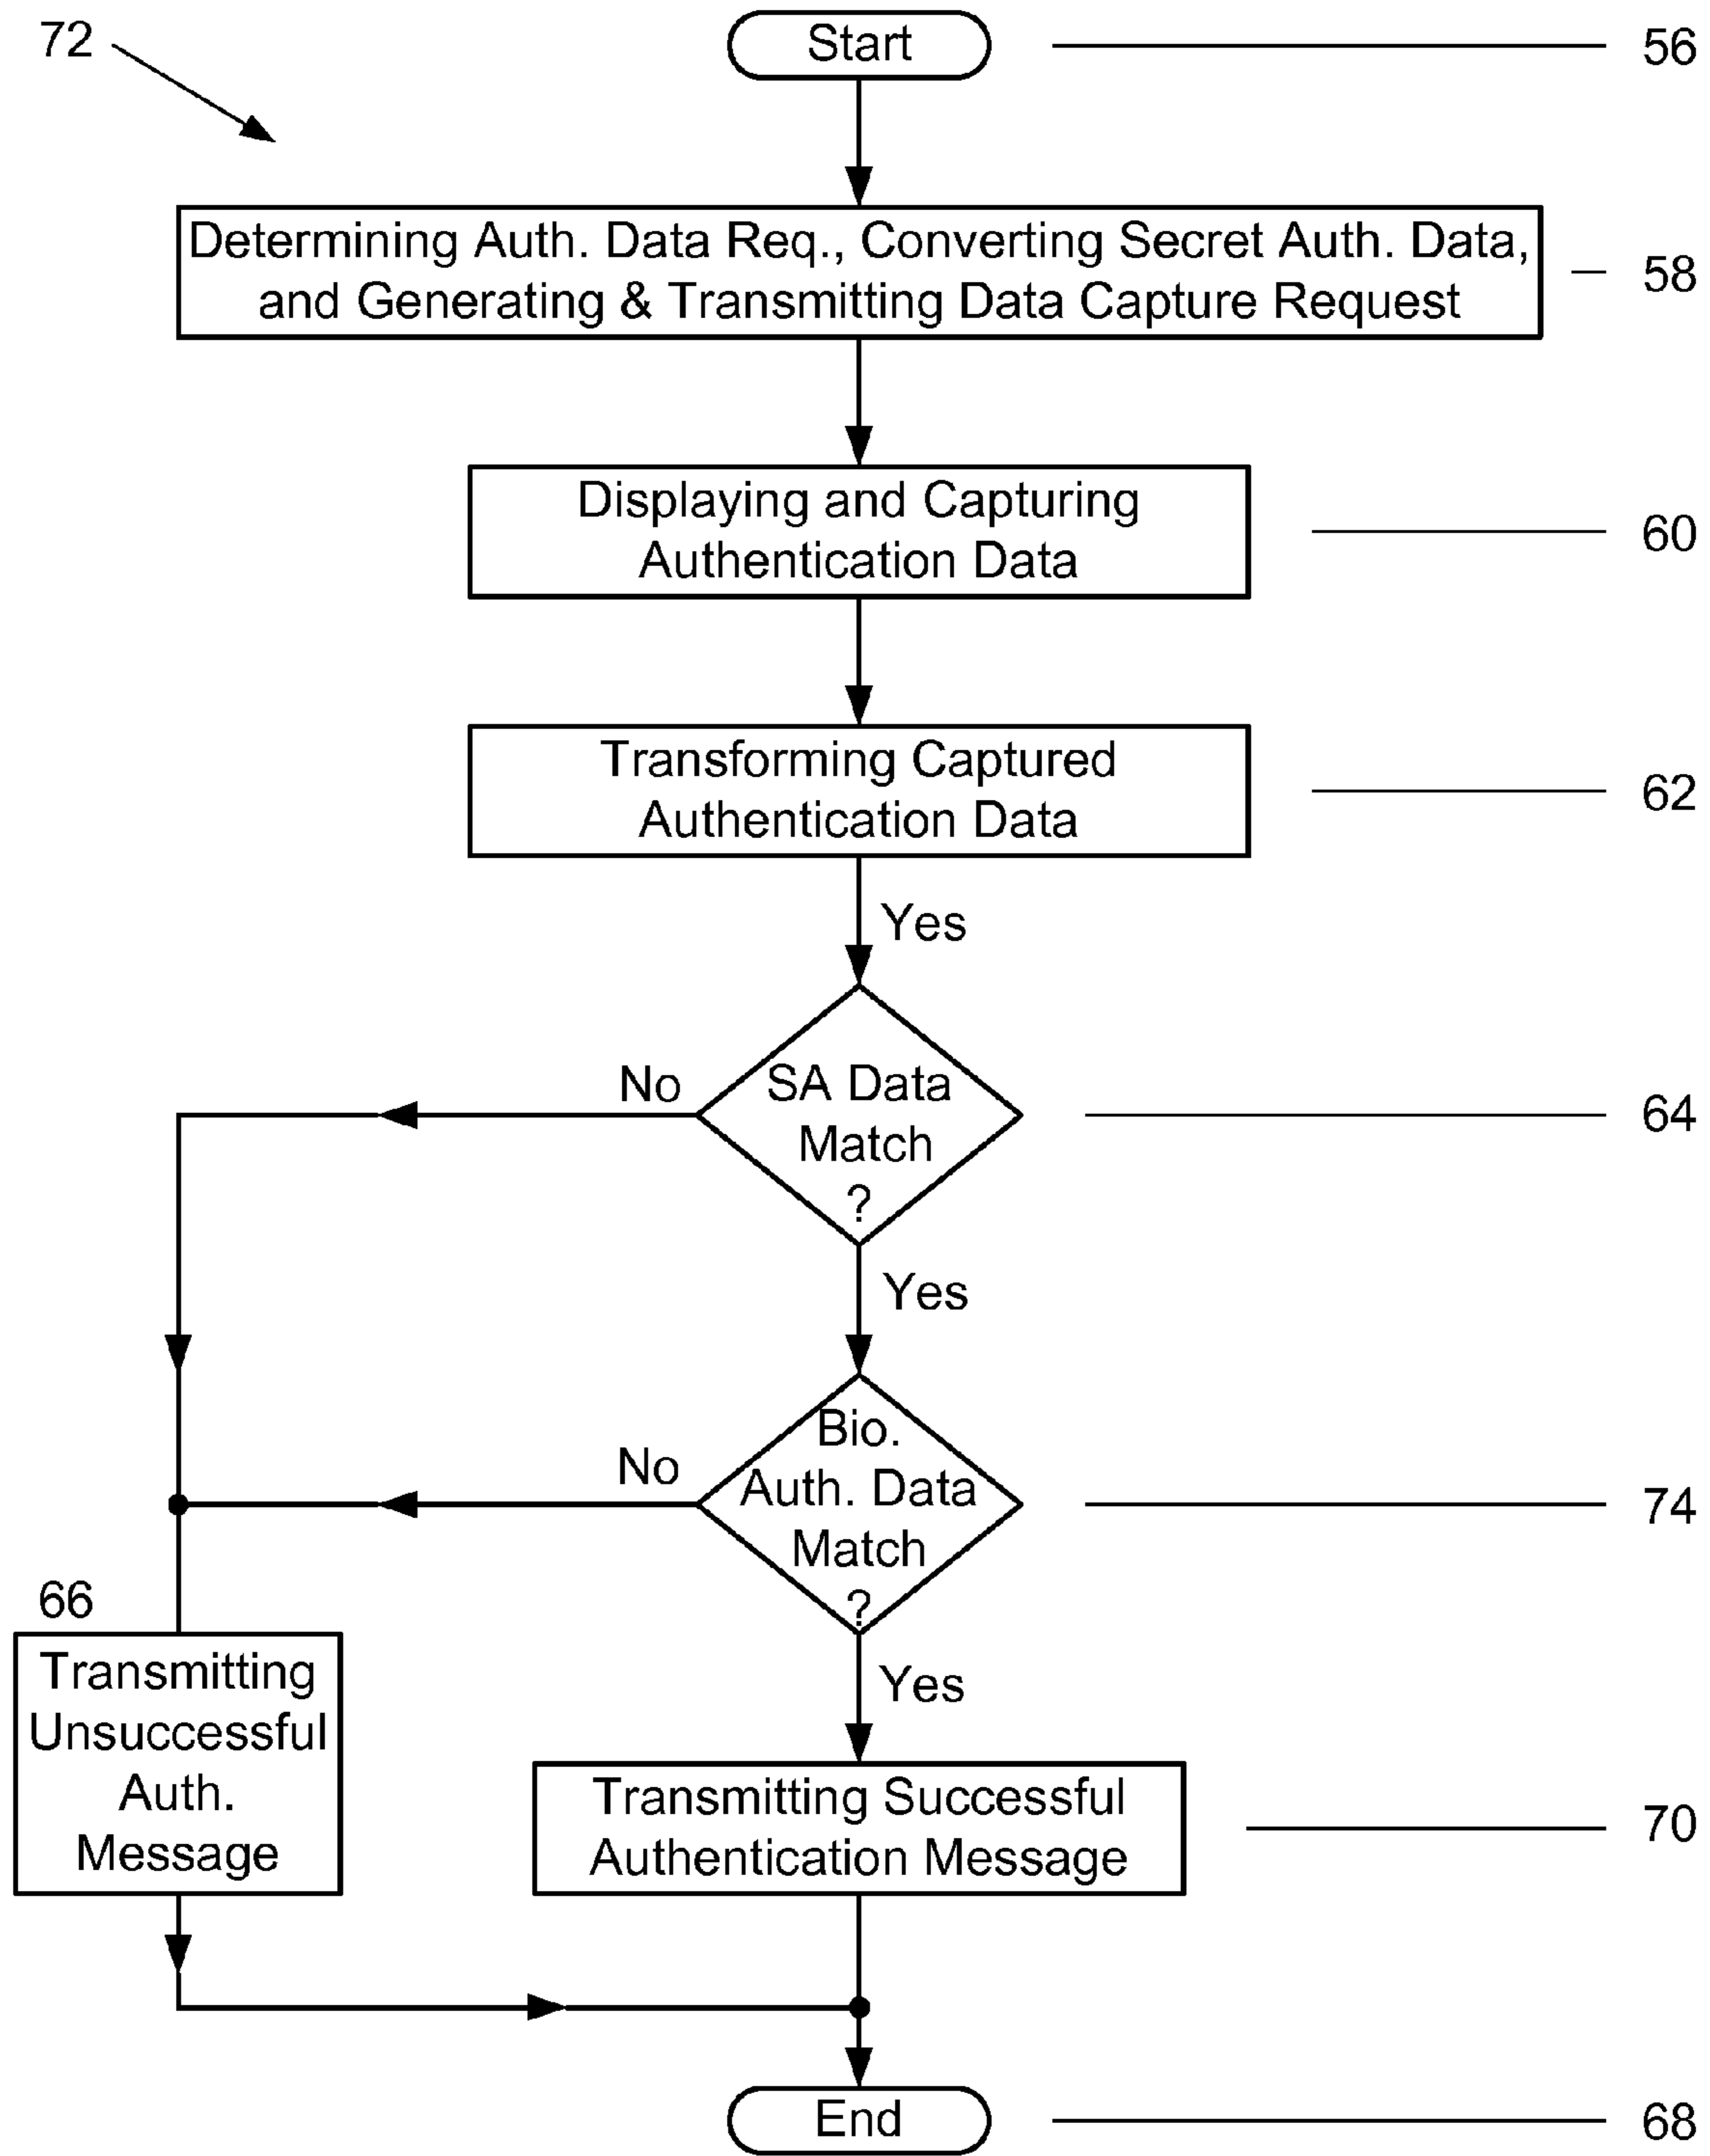 72
Start
56
Determining Auth. Data Req., Converting Secret Auth. Data,
and Generating & Transmitting Data Capture Request
58
Displaying and Capturing
Authentication Data
60
Transforming Captured
Authentication Data
62
Yes
No
SA Data
Match
?
64
Yes
No
Bio.
Auth. Data
Match
?
74
66
Transmitting
Unsuccessful
Auth.
Message
Yes
Transmitting Successful
Authentication Message
70
End
68